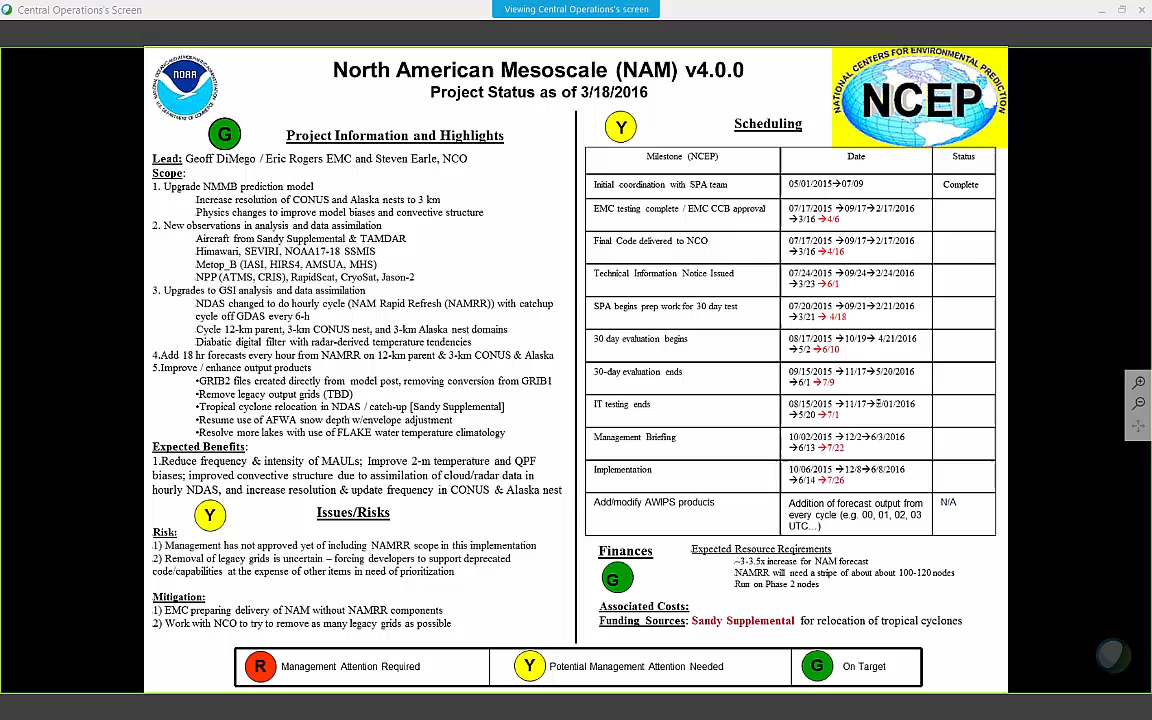 Central Operations's Screen
Viewing Central Operations's screen
NOAA
North American Mesoscale (NAM) v4.0.0
Project Status as of 3/18/2016
NATIONAL CENTERS FOR ENVIRONMENTAL PREDICTION
NCEP
G
Project Information and Highlights
Lead: Geoff DiMego / Eric Rogers EMC and Steven Earle, NCO
Scope:
1. Upgrade NMMB prediction model
Increase resolution of CONUS and Alaska nests to 3 km
Physics changes to improve model biases and convective structure
2. New observations in analysis and data assimilation
Aircraft from Sandy Supplemental & TAMDAR
Himawari, SEVIRI, NOAA17-18 SSMIS
Metop_B (IASI, HIRS4, AMSUA, MHS)
NPP (ATMS, CRIS), RapidScat, CryoSat, Jason-2
3. Upgrades to GSI analysis and data assimilation
NDAS changed to do hourly cycle (NAM Rapid Refresh (NAMRR)) with catchup
cycle off GDAS every 6-h
Cycle 12-km parent, 3-km CONUS nest, and 3-km Alaska nest domains
Diabatic digital filter with radar-derived temperature tendencies
4.Add 18 hr forecasts every hour from NAMRR on 12-km parent & 3-km CONUS & Alaska
5.Improve / enhance output products
•GRIB2 files created directly from model post, removing conversion from GRIB1
•Remove legacy output grids (TBD)
•Tropical cyclone relocation in NDAS / catch-up [Sandy Supplemental]
•Resume use of AFWA snow depth w/envelope adjustment
•Resolve more lakes with use of FLAKE water temperature climatology
Expected Benefits:
1.Reduce frequency & intensity of MAULs; Improve 2-m temperature and QPF
biases; improved convective structure due to assimilation of cloud/radar data in
hourly NDAS, and increase resolution & update frequency in CONUS & Alaska nest
Y
Issues/Risks
Risk:
1) Management has not approved yet of including NAMRR scope in this implementation
2) Removal of legacy grids is uncertain – forcing developers to support deprecated
code/capabilities at the expense of other items in need of prioritization
Mitigation:
1) EMC preparing delivery of NAM without NAMRR components
2) Work with NCO to try to remove as many legacy grids as possible
Y
Scheduling
Milestone (NCEP) Date Status
Initial coordination with SPA team 05/01/2015→07/09 Complete
EMC testing complete / EMC CCB approval 07/17/2015→09/17→2/17/2016
→3/16→4/6
Final Code delivered to NCO 07/17/2015→09/17→2/17/2016
→3/16→4/16
Technical Information Notice Issued 07/24/2015→09/24→2/24/2016
→3/23→6/1
SPA begins prep work for 30 day test 07/20/2015→09/21→2/21/2016
→3/21→ 4/18
30 day evaluation begins 08/17/2015→10/19→ 4/21/2016
→5/2→6/10
30-day evaluation ends 09/15/2015→11/17→5/20/2016
→6/1→7/9
IT testing ends 08/15/2015→11/17→ /01/2016
→5/20→7/1
Management Briefing 10/02/2015→12/2→6/3/2016
→6/13→7/22
Implementation 10/06/2015→12/8→6/8/2016
→6/14→7/26
Add/modify AWIPS products Addition of forecast output from N/A
every cycle (e.g. 00, 01, 02, 03
UTC…)
Finances
G
Expected Resource Reqirements
~3-3.5x increase for NAM forecast
NAMRR will need a stripe of about about 100-120 nodes
Run on Phase 2 nodes
Associated Costs:
Funding Sources: Sandy Supplemental for relocation of tropical cyclones
R Management Attention Required Y Potential Management Attention Needed G On Target